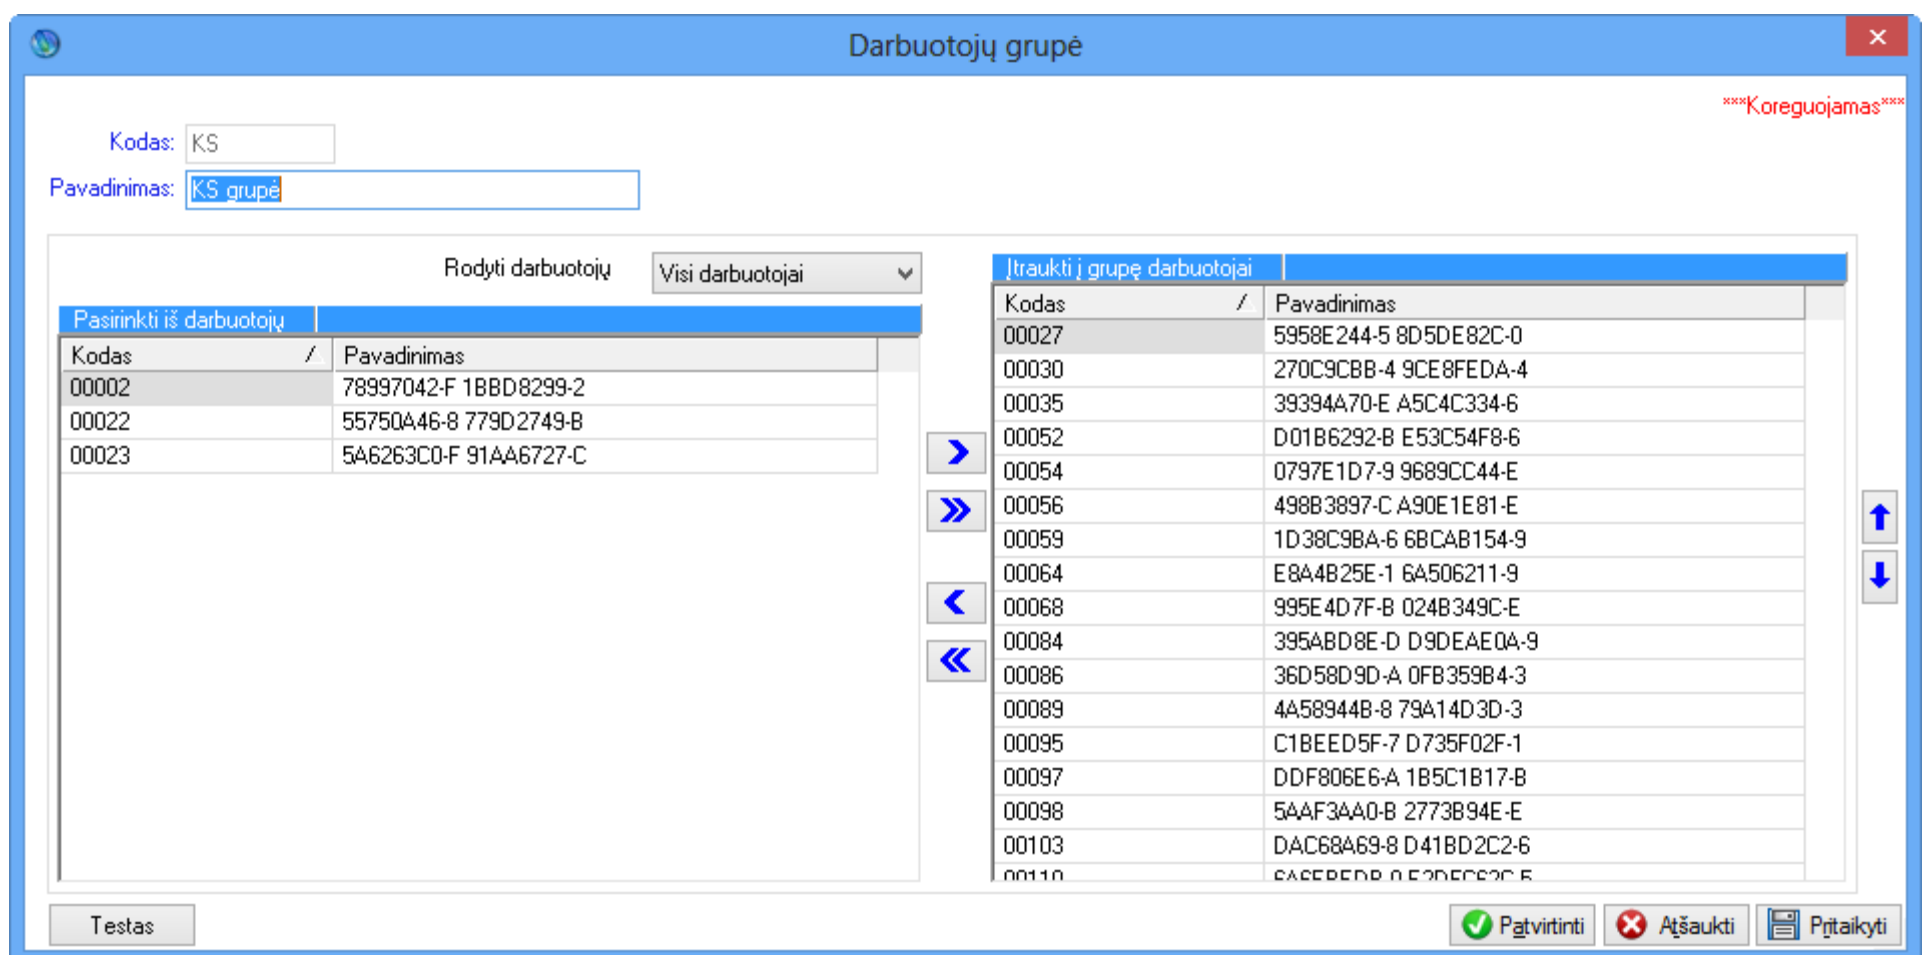 Darbuotojų grupė
***Koreguojamas***
Kodas: KS
Pavadinimas: KS grupė
Rodyti darbuotojų Visi darbuotojai
Pasirinkti iš darbuotojų
Kodas Pavadinimas
00002 78997042-F 1BBD8299-2
00022 55750A46-8 779D2749-B
00023 5A6263C0-F 91AA6727-C
Įtraukti į grupę darbuotojai
Kodas Pavadinimas
00027 5958E244-5 8D5DE82C-0
00030 270C9CBB-4 9CE8FEDA-4
00035 39394A70-E A5C4C334-6
00052 D01B6292-B E53C54F8-6
00054 0797E1D7-9 9689CC44-E
00056 498B3897-C A90E1E81-E
00059 1D38C9BA-6 6BCAB154-9
00064 E8A4B25E-1 6A506211-9
00068 995E4D7F-B 024B349C-E
00084 395ABD8E-D D9DEAE0A-9
00086 36D58D9D-A 0FB359B4-3
00089 4A58944B-8 79A14D3D-3
00095 C1BEED5F-7 D735F02F-1
00097 DDF806E6-A 1B5C1B17-B
00098 5AAF3AA0-B 2773B94E-E
00103 DAC68A69-8 D41BD2C2-6
00110
Testas
Patvirtinti
Atšaukti
Pritaikyti